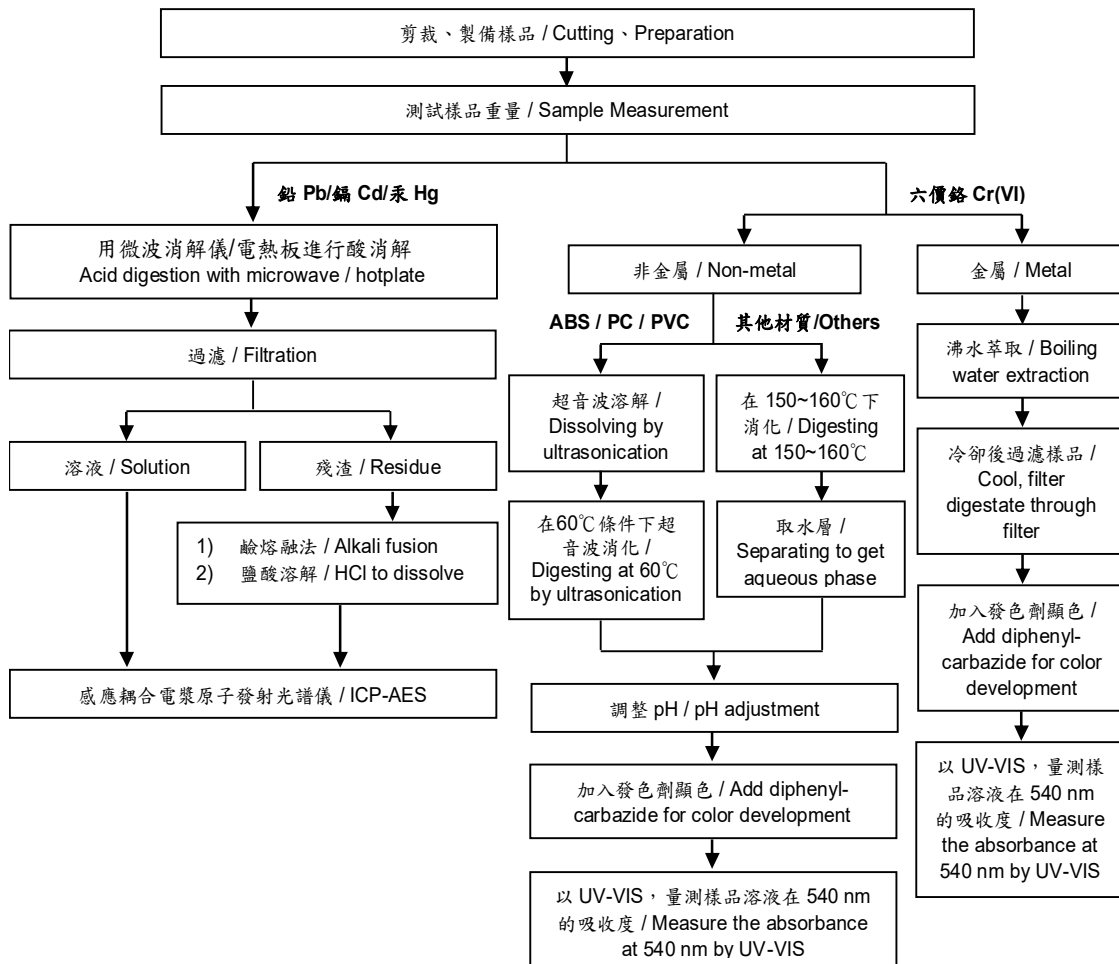 剪裁、製備樣品 / Cutting、Preparation
測試樣品重量 / Sample Measurement
鉛 Pb/鎘 Cd/汞 Hg
六價鉻 Cr(VI)
用微波消解儀/電熱板進行酸消解
Acid digestion with microwave / hotplate
過濾 / Filtration
溶液 / Solution
殘渣 / Residue
1) 鹼熔融法 / Alkali fusion
2) 鹽酸溶解 / HCl to dissolve
感應耦合電漿原子發射光譜儀 / ICP-AES
非金屬 / Non-metal
ABS / PC / PVC
其他材質/Others
超音波溶解 /
Dissolving by
ultrasonication
在60℃條件下超
音波消化 /
Digesting at 60℃
by ultrasonication
在 150~160℃下
消化 / Digesting
at 150~160℃
取水層 /
Separating to get
aqueous phase
調整 pH / pH adjustment
加入發色劑顯色 / Add diphenyl-
carbazide for color development
以 UV-VIS，量測樣品溶液在 540 nm
的吸收度 / Measure the absorbance
at 540 nm by UV-VIS
金屬 / Metal
沸水萃取 / Boiling
water extraction
冷卻後過濾樣品 /
Cool, filter
digestate through
filter
加入發色劑顯色 /
Add diphenyl-
carbazide for color
development
以 UV-VIS，量測樣
品溶液在 540 nm
的吸收度 / Measure
the absorbance at
540 nm by UV-VIS